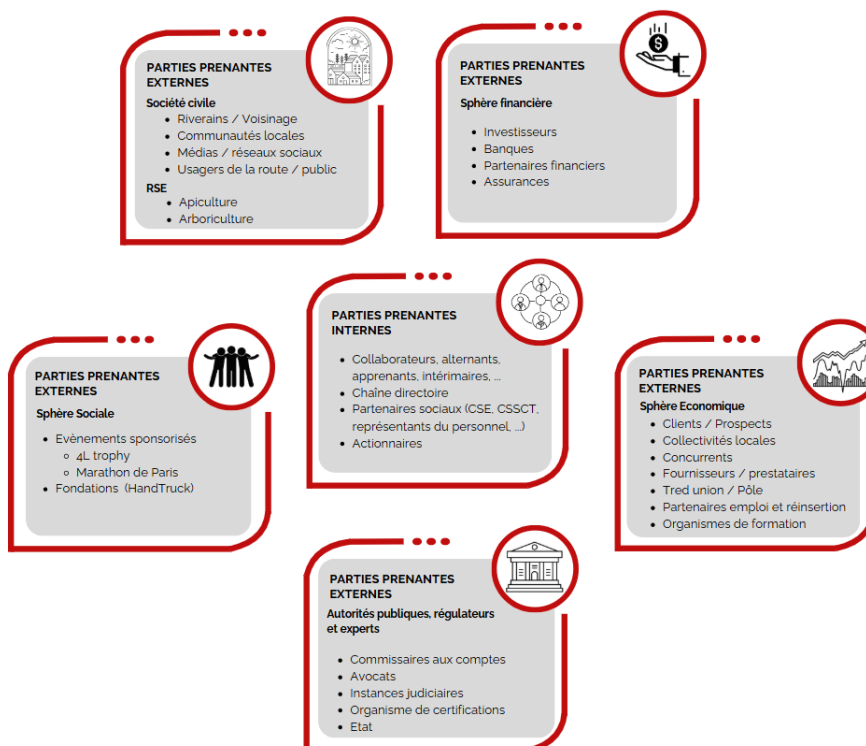 PARTIES PRENANTES
EXTERNES
Société civile
Riverains / Voisinage
Communautés locales
Médias / réseaux sociaux
Usagers de la route / public
RSE
Apiculture
Arboriculture
PARTIES PRENANTES
EXTERNES
Sphère financière
Investisseurs
Banques
Partenaires financiers
Assurances
$
PARTIES PRENANTES
EXTERNES
Sphère Sociale
Evènements sponsorisés
4L trophy
Marathon de Paris
Fondations (HandTruck)
PARTIES PRENANTES
INTERNES
Collaborateurs, alternants,
apprenants, intérimaires, ...
Chaîne directoire
Partenaires sociaux (CSE, CSSCT,
représentants du personnel, ...)
Actionnaires
PARTIES PRENANTES
EXTERNES
Sphère Economique
Clients / Prospects
Collectivités locales
Concurrents
Fournisseurs / prestataires
Tred union / Pôle
Partenaires emploi et réinsertion
Organismes de formation
PARTIES PRENANTES
EXTERNES
Autorités publiques, régulateurs
et experts
Commissaires aux comptes
Avocats
Instances judiciaires
Organisme de certifications
Etat